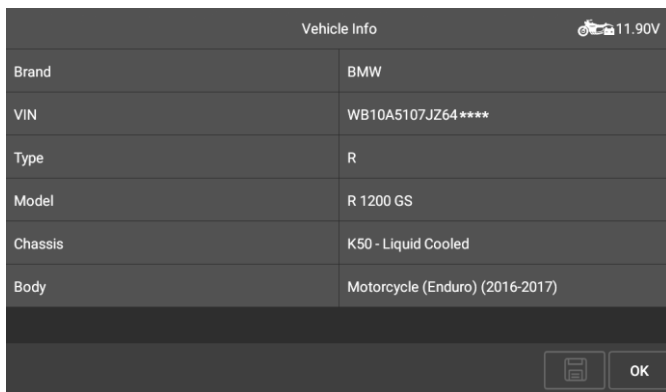 Vehicle Info 11.90V
Brand BMW
VIN WB10A5107JZ64****
Type R
Model R 1200 GS
Chassis K50 - Liquid Cooled
Body Motorcycle (Enduro) (2016-2017)
OK